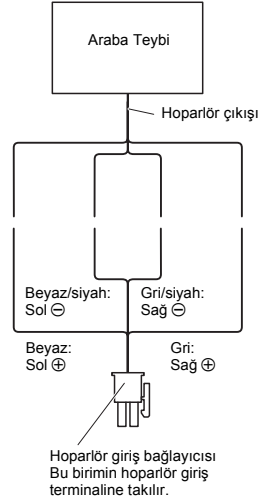 Araba Teybi
Hoparlör çıkışı
Beyaz/siyah:
Sol ⊖
Gri/siyah:
Sağ ⊖
Beyaz:
Sol ⊕
Gri:
Sağ ⊕
Hoparlör giriş bağlayıcısı
Bu birimin hoparlör giriş
terminaline takılır.